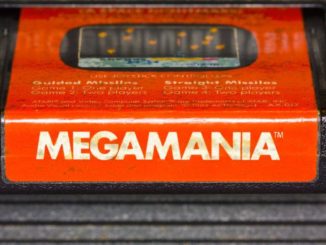 USE JOYSTICK CONTROLLERS
Guided Missiles Straight Missiles
Game 1: One player Game 3: One player
Game 2: Two players Game 4: Two players
MEGAMANIA™